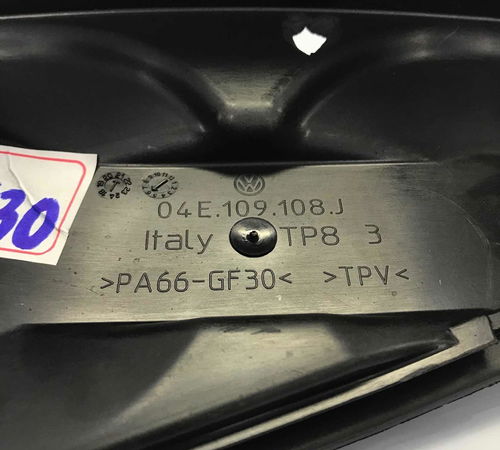 04E.109.108.J
Italy TP8 3
>PA66-GF30< >TPV<
30